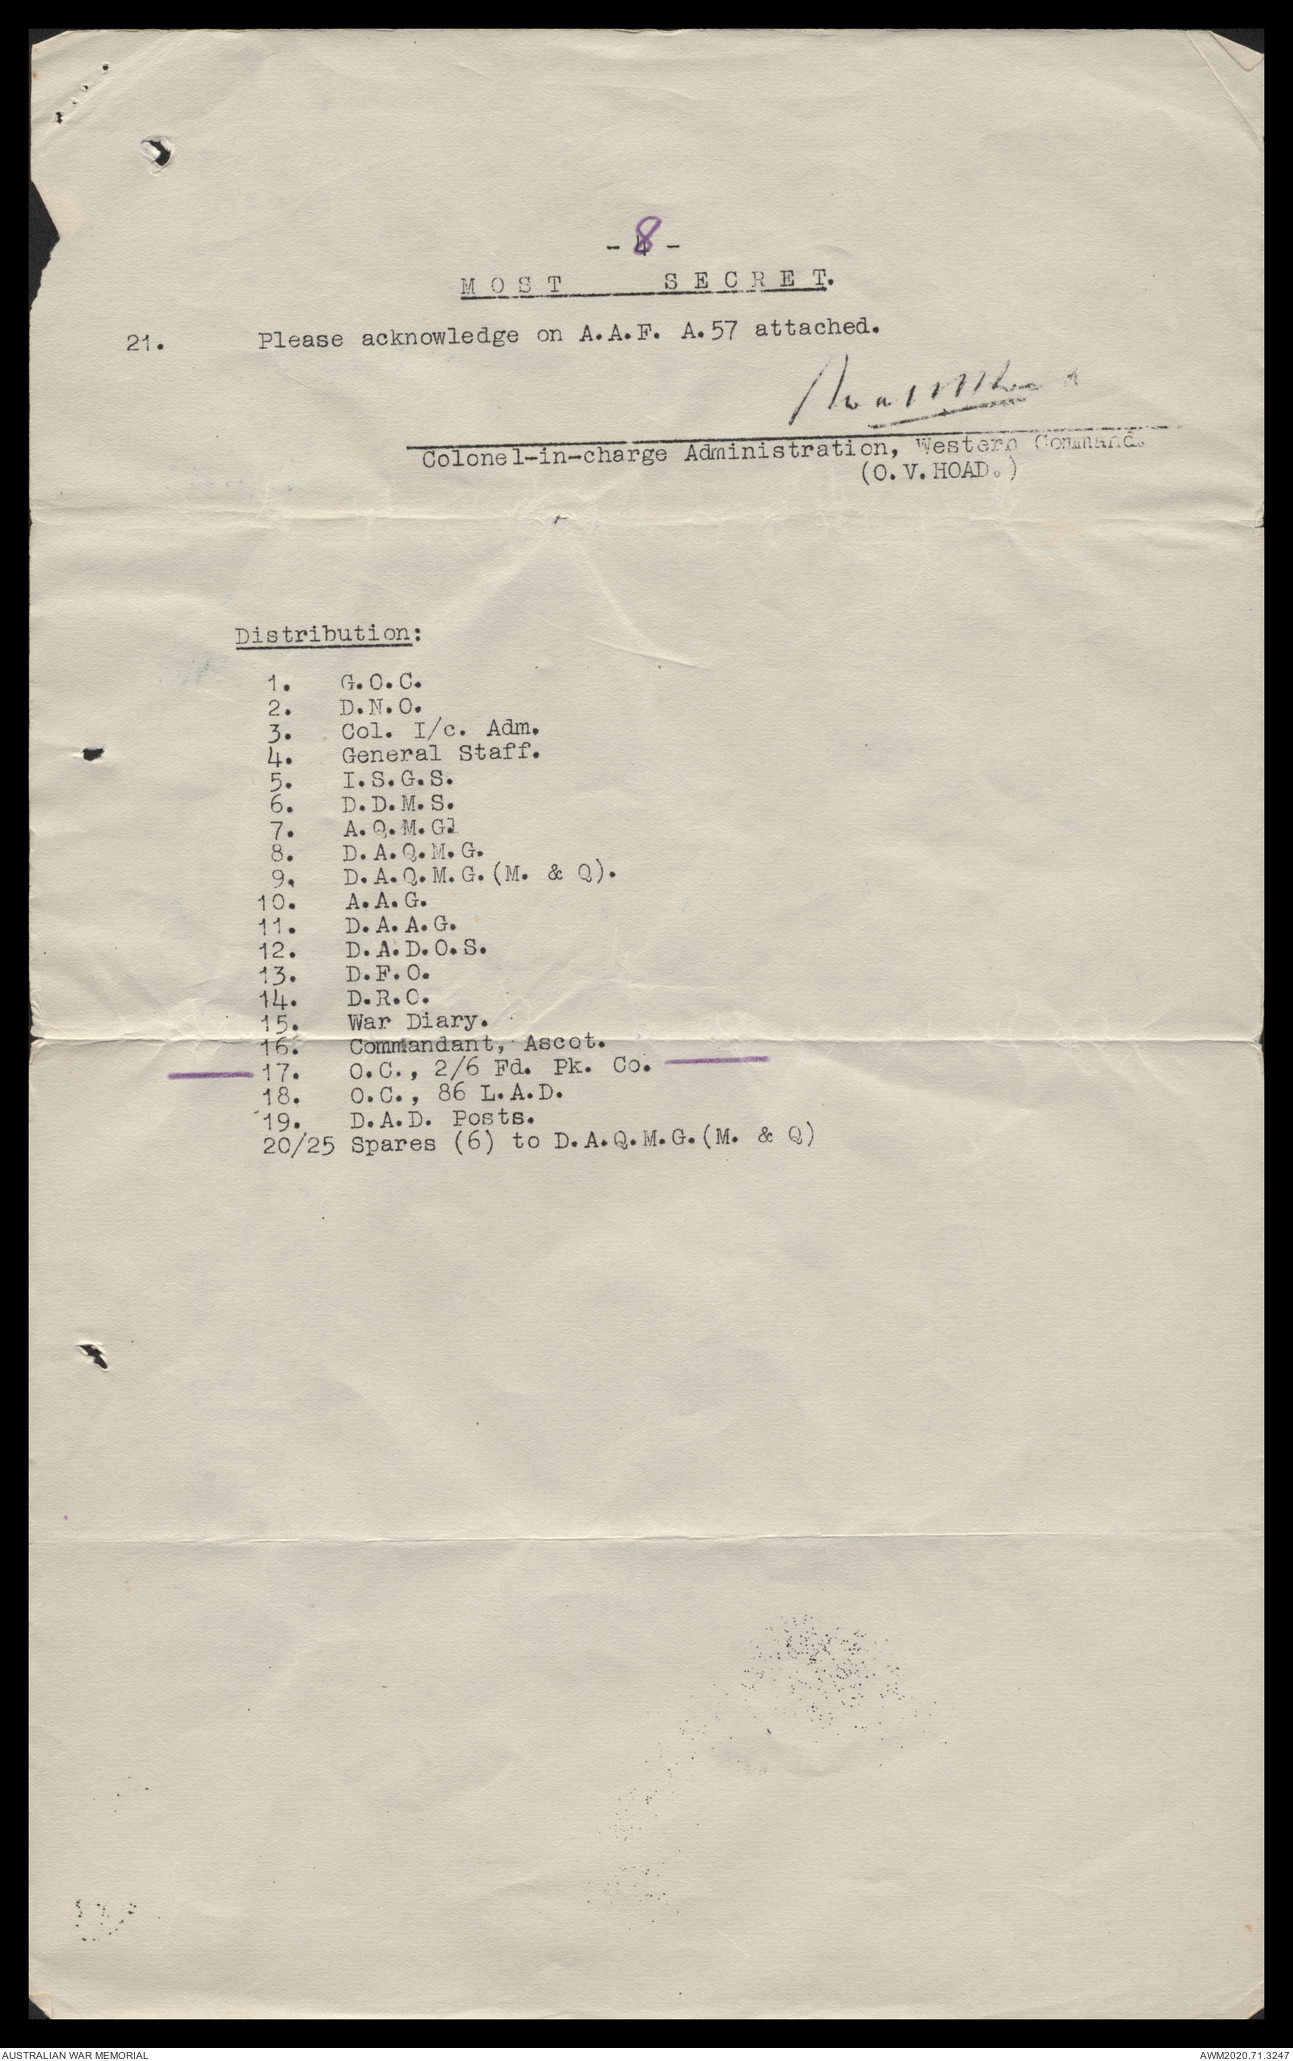 - 8 -
MOST SECRET.
21. Please acknowledge on A.A.F. A.57 attached.
Colonel-in-charge Administration, Western Command.
(O.V.HOAD.)
Distribution:
1. G.O.C.
2. D.N.O.
3. Col. I/c. Adm.
4. General Staff.
5. I.S.G.S.
6. D.D.M.S.
7. A.Q.M.G.
8. D.A.Q.M.G.
9. D.A.Q.M.G.(M. & Q).
10. A.A.G.
11. D.A.A.G.
12. D.A.D.O.S.
13. D.F.O.
14. D.R.O.
15. War Diary.
16. Commandant, Ascot.
17. O.C., 2/6 Fd. Pk. Co.
18. O.C., 86 L.A.D.
19. D.A.D. Posts.
20/25 Spares (6) to D.A.Q.M.G.(M. & Q)
AUSTRALIAN WAR MEMORIAL
AWM2020.71.3247